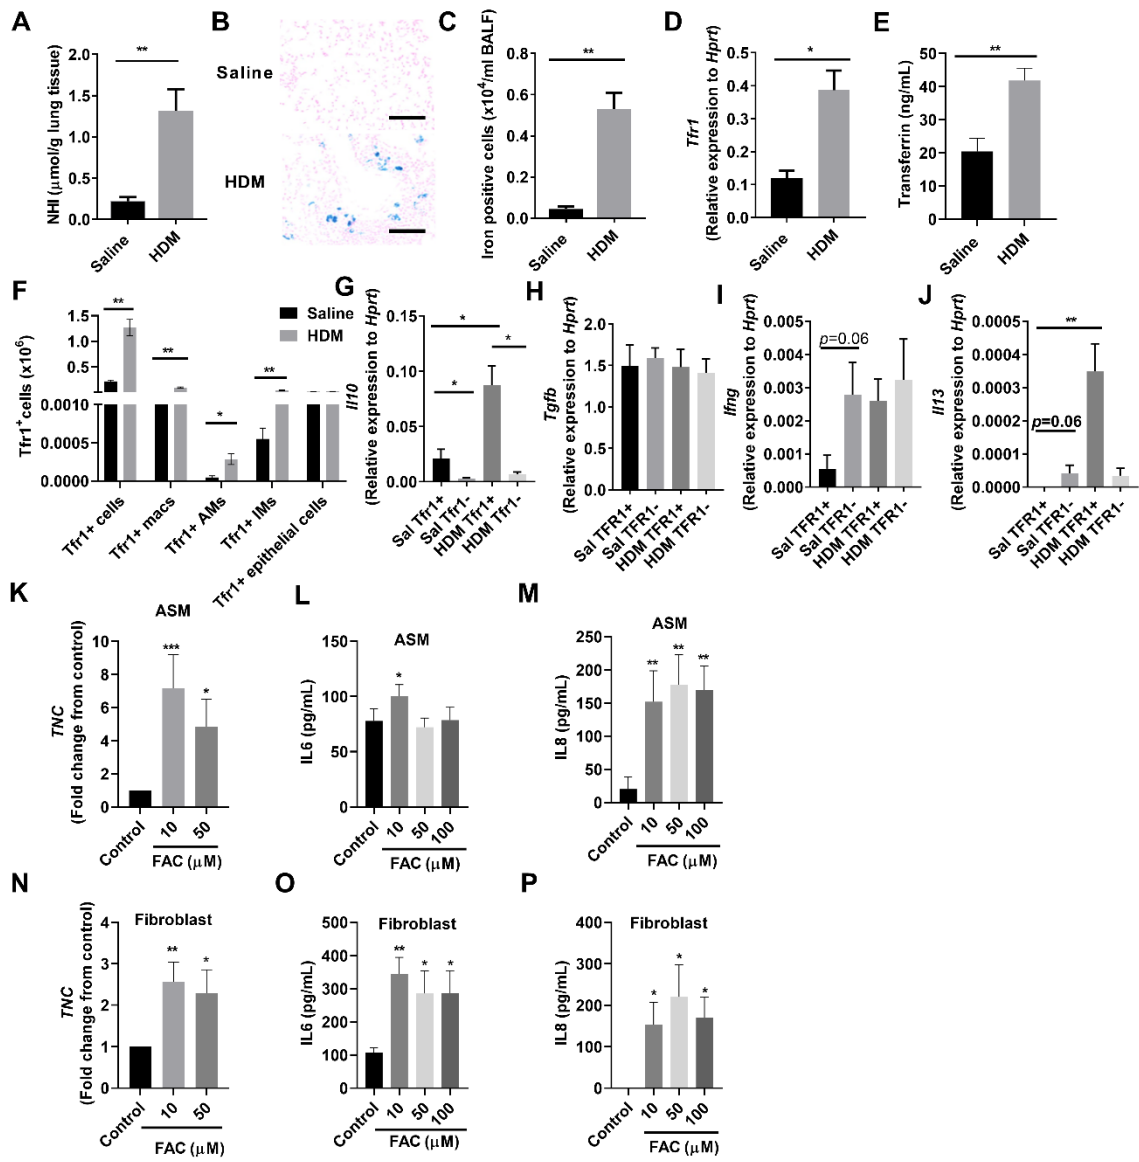 A
NHI (μmol/g lung tissue)
2.0
1.5
1.0
0.5
0.0
**
Saline
HDM
B
Saline
HDM
C
Iron positive cells (x10⁴/ml BALF)
0.8
0.6
0.4
0.2
0.0
**
Saline
HDM
D
Tfr1
(Relative expression to Hprt)
0.5
0.4
0.3
0.2
0.1
0.0
*
Saline
HDM
E
Transferrin (ng/mL)
50
40
30
20
10
0
**
Saline
HDM
F
Tfr1⁺cells (x10⁶)
1.5
1.0
0.5
0.0010
0.0005
0.0000
**
**
*
**
Saline
HDM
Tfr1+ cells
Tfr1+ macs
Tfr1+ AMs
Tfr1+ IMs
Tfr1+ epithelial cells
G
Il10
(Relative expression to Hprt)
0.15
0.10
0.05
0.00
*
*
*
Sal Tfr1+
Sal Tfr1-
HDM Tfr1+
HDM Tfr1-
H
Tgfb
(Relative expression to Hprt)
2.0
1.5
1.0
0.5
0.0
Sal TFR1+
Sal TFR1-
HDM TFR1+
HDM TFR1-
I
Ifng
(Relative expression to Hprt)
0.005
0.004
0.003
0.002
0.001
0.000
p=0.06
Sal TFR1+
Sal TFR1-
HDM TFR1+
HDM TFR1-
J
Il13
(Relative expression to Hprt)
0.0005
0.0004
0.0003
0.0002
0.0001
0.0000
**
p=0.06
Sal TFR1+
Sal TFR1-
HDM TFR1+
HDM TFR1-
K
ASM
TNC
(Fold change from control)
10
8
6
4
2
0
***
*
Control
10
50
FAC (μM)
L
ASM
IL6 (pg/mL)
150
100
50
0
*
Control
10
50
100
FAC (μM)
M
ASM
IL8 (pg/mL)
250
200
150
100
50
0
**
**
**
Control
10
50
100
FAC (μM)
N
Fibroblast
TNC
(Fold change from control)
4
3
2
1
0
**
*
Control
10
50
FAC (μM)
O
Fibroblast
IL6 (pg/mL)
500
400
300
200
100
0
**
*
*
Control
10
50
100
FAC (μM)
P
Fibroblast
IL8 (pg/mL)
400
300
200
100
0
*
*
*
Control
10
50
100
FAC (μM)